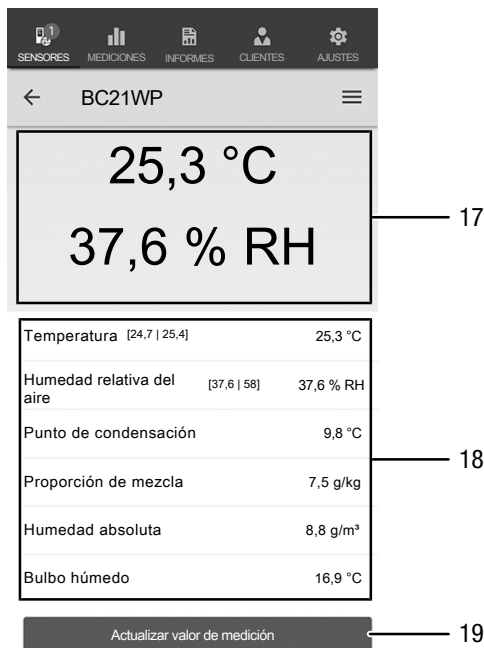 1
SENSORES MEDICIONES INFORMES CLIENTES AJUSTES
BC21WP
25,3 °C
17
37,6 % RH
Temperatura [24,7 | 25,4] 25,3 °C
Humedad relativa del [37,6 | 58] 37,6 % RH
aire
Punto de condensación 9,8 °C
18
Proporción de mezcla 7,5 g/kg
Humedad absoluta 8,8 g/m³
Bulbo húmedo 16,9 °C
Actualizar valor de medición 19